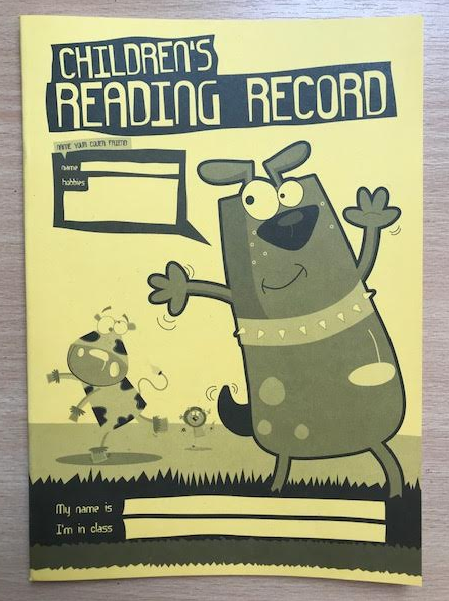 CHILDREN'S
READING RECORD
NAME YOUR COVER FRIEND
name
hobbies
My name is
I'm in class